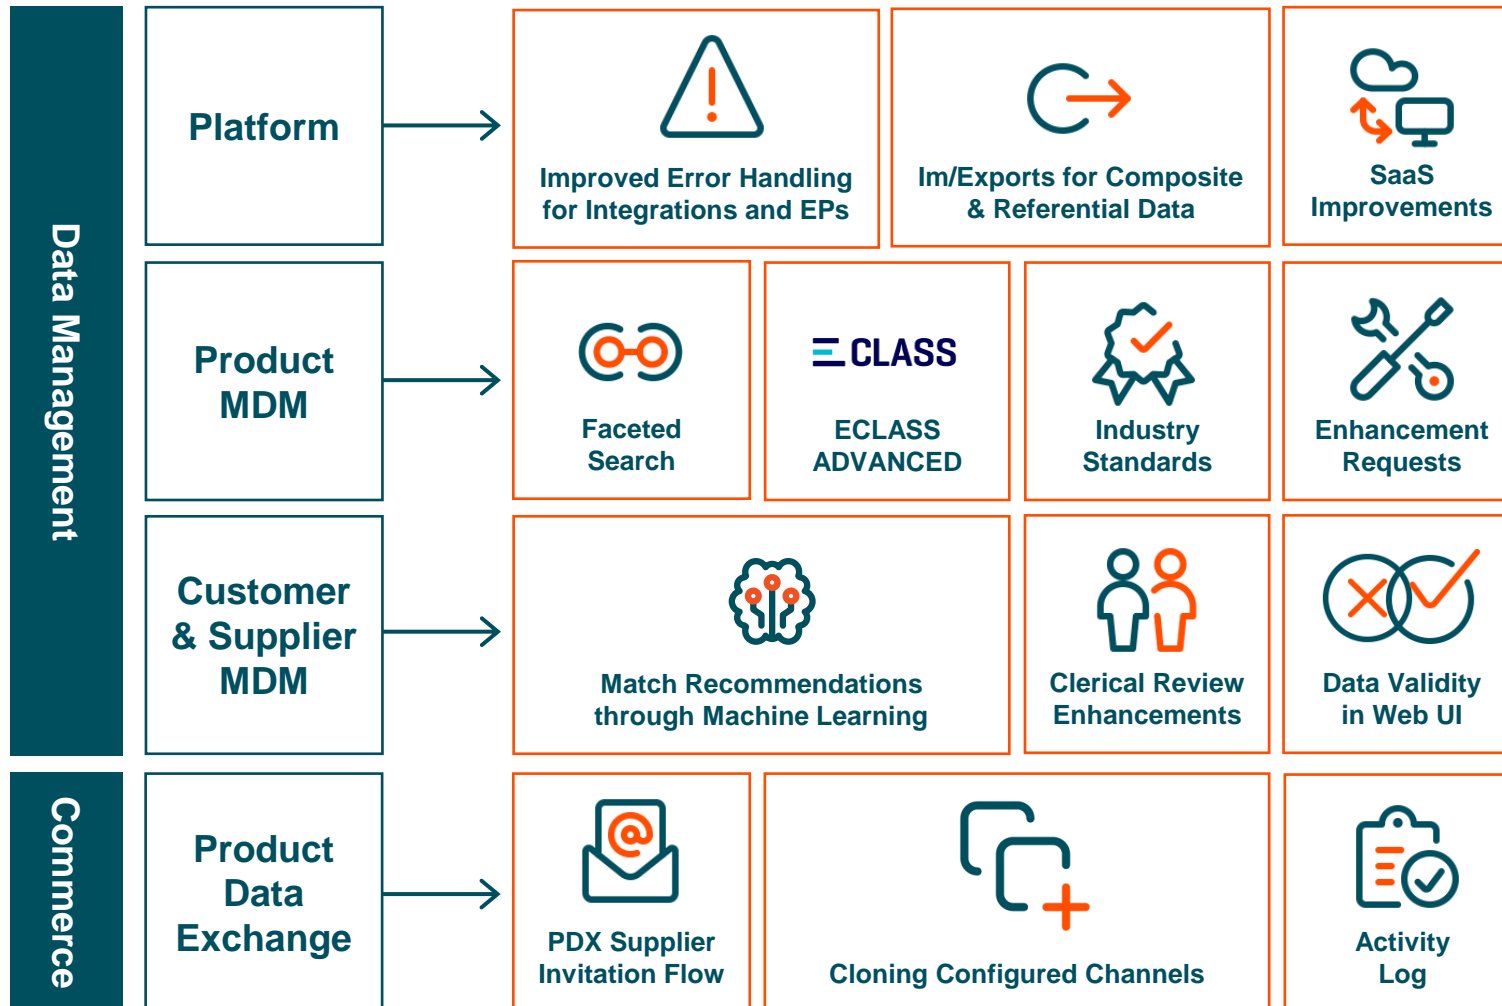 Data Management
Platform
Improved Error Handling
for Integrations and EPs
Im/Exports for Composite
& Referential Data
SaaS
Improvements
Product
MDM
Faceted
Search
ECLASS
ECLASS
ADVANCED
Industry
Standards
Enhancement
Requests
Customer
& Supplier
MDM
Match Recommendations
through Machine Learning
Clerical Review
Enhancements
Data Validity
in Web UI
Commerce
Product
Data
Exchange
@
PDX Supplier
Invitation Flow
Cloning Configured Channels
Activity
Log